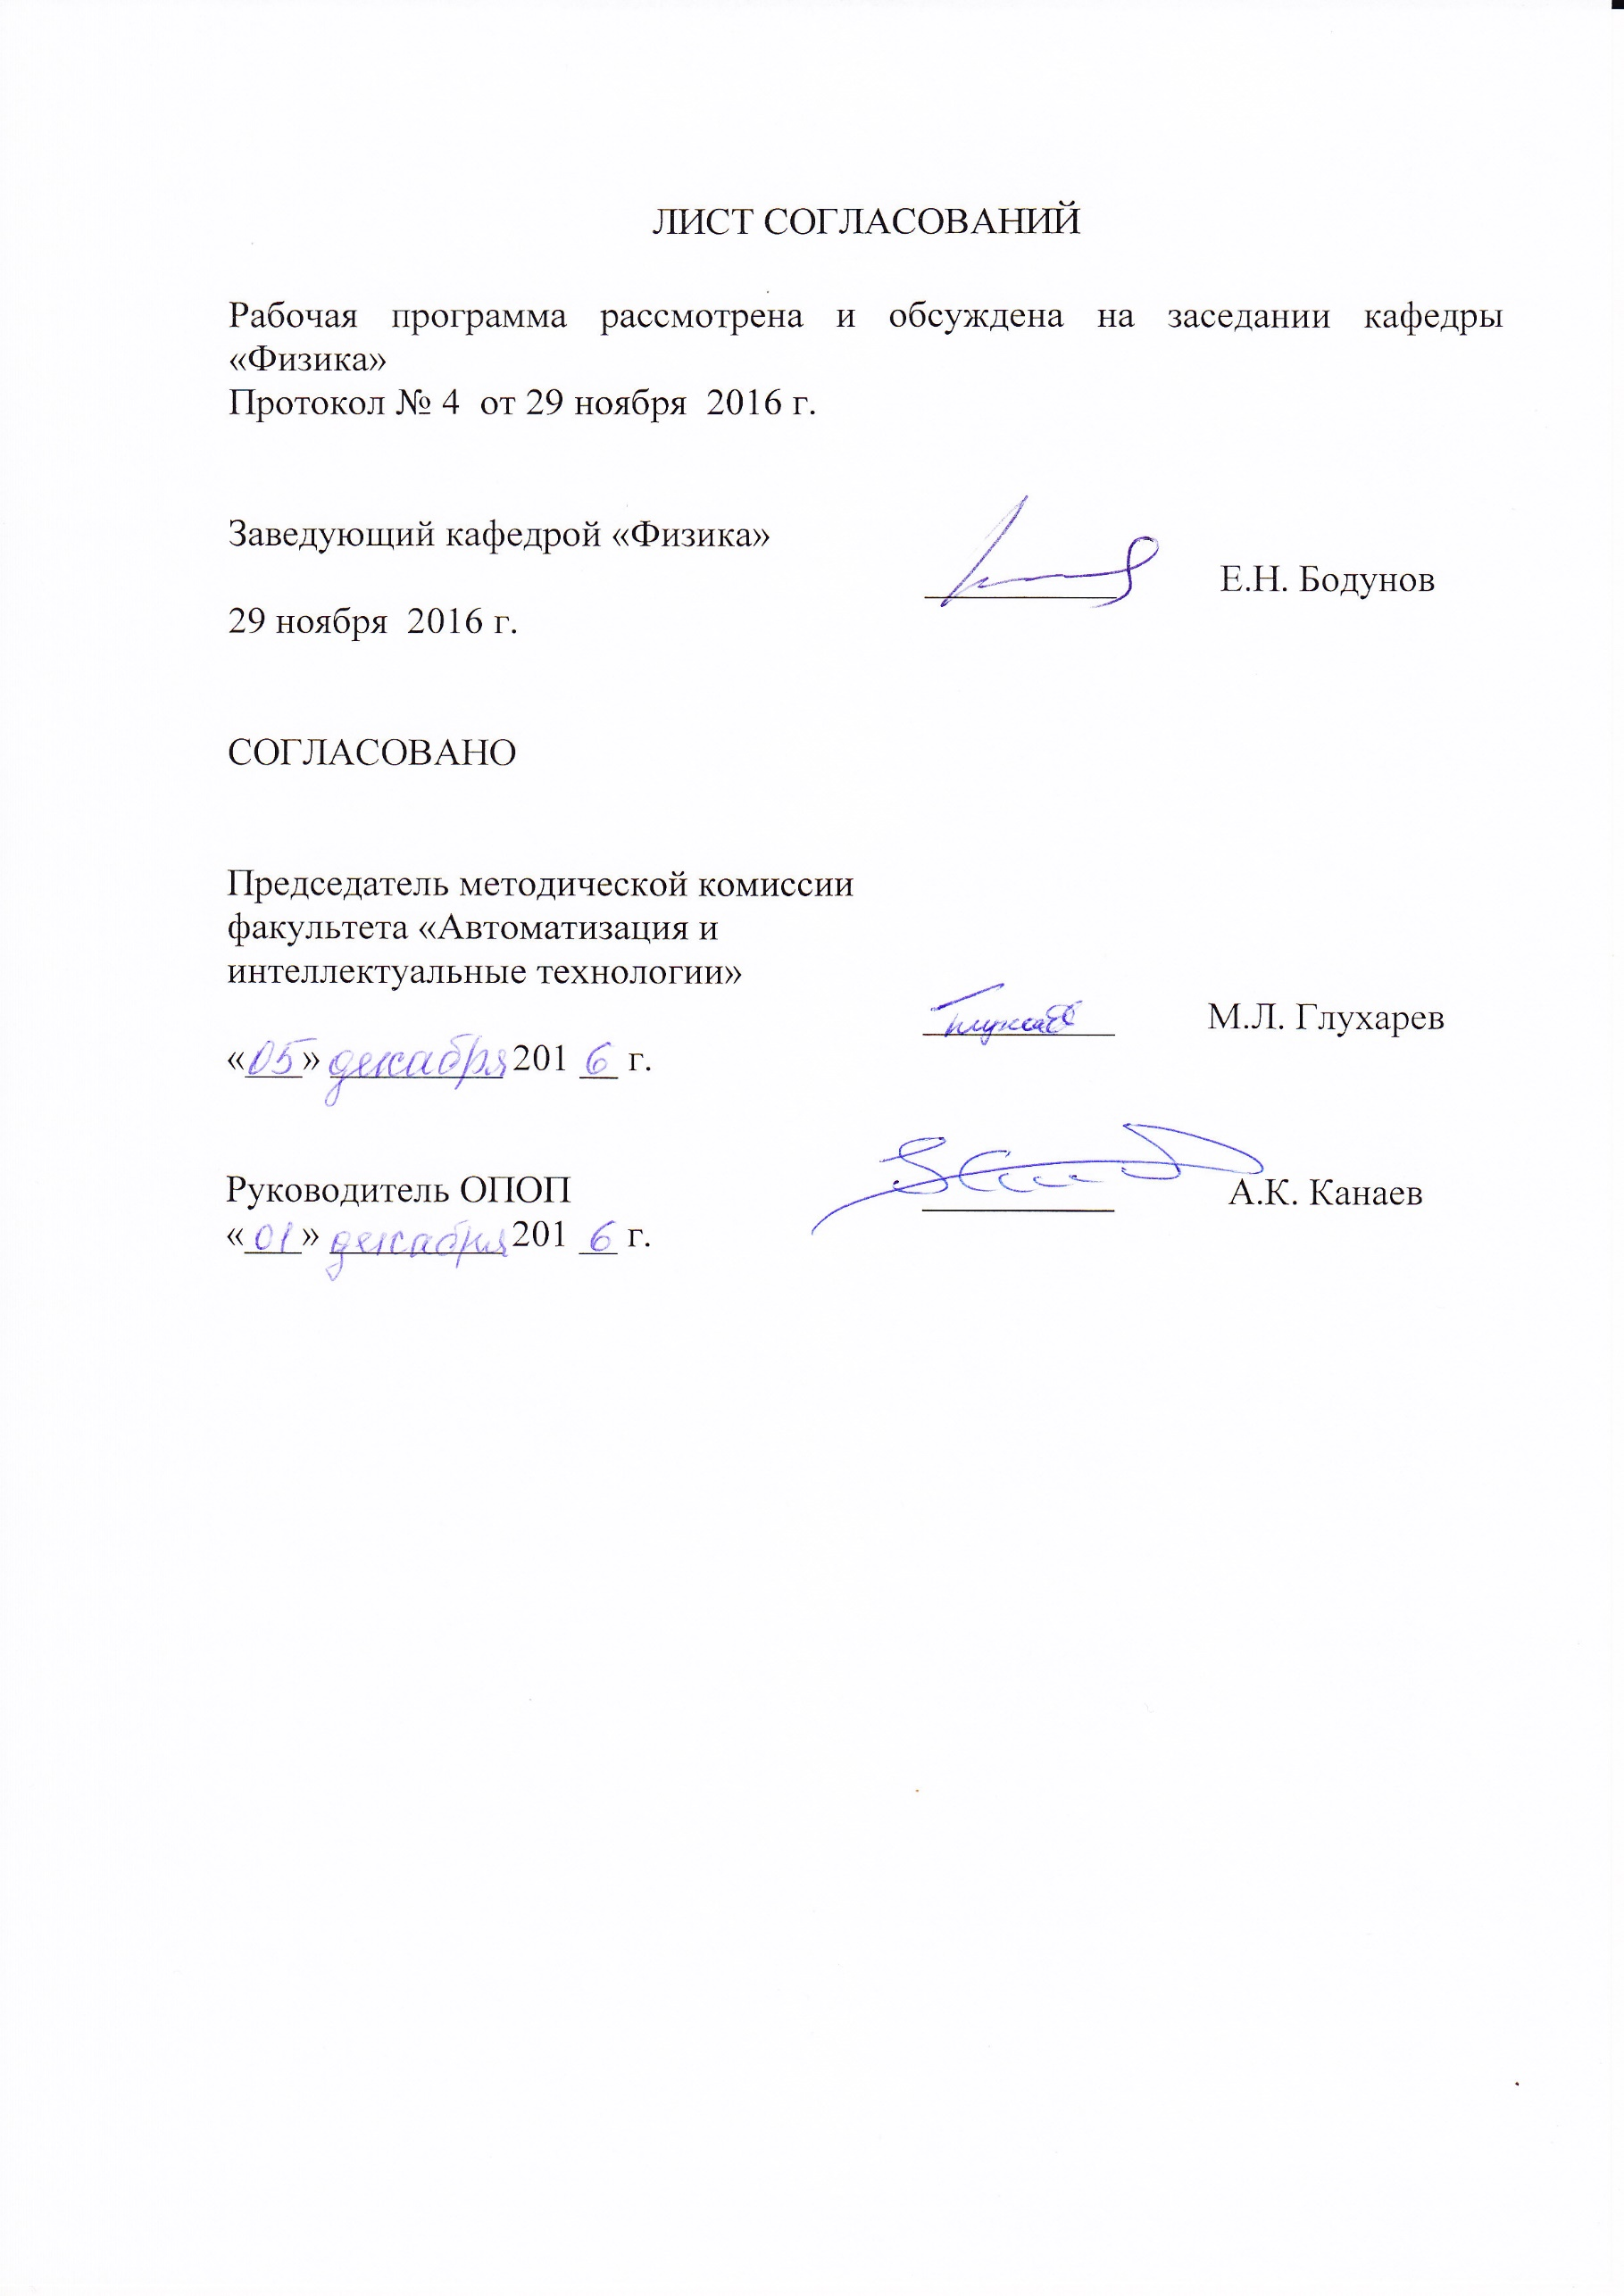 ЛИСТ СОГЛАСОВАНИЙ
Рабочая программа рассмотрена и обсуждена на заседании кафедры
«Физика»
Протокол № 4 от 29 ноября 2016 г.
Заведующий кафедрой «Физика»
Е.Н. Бодунов
29 ноября 2016 г.
СОГЛАСОВАНО
Председатель методической комиссии
факультета «Автоматизация и
интеллектуальные технологии»
М.Л. Глухарев
«05» декабря 2016 г.
Руководитель ОПОП А.К. Канаев
«01» декабря 2016 г.